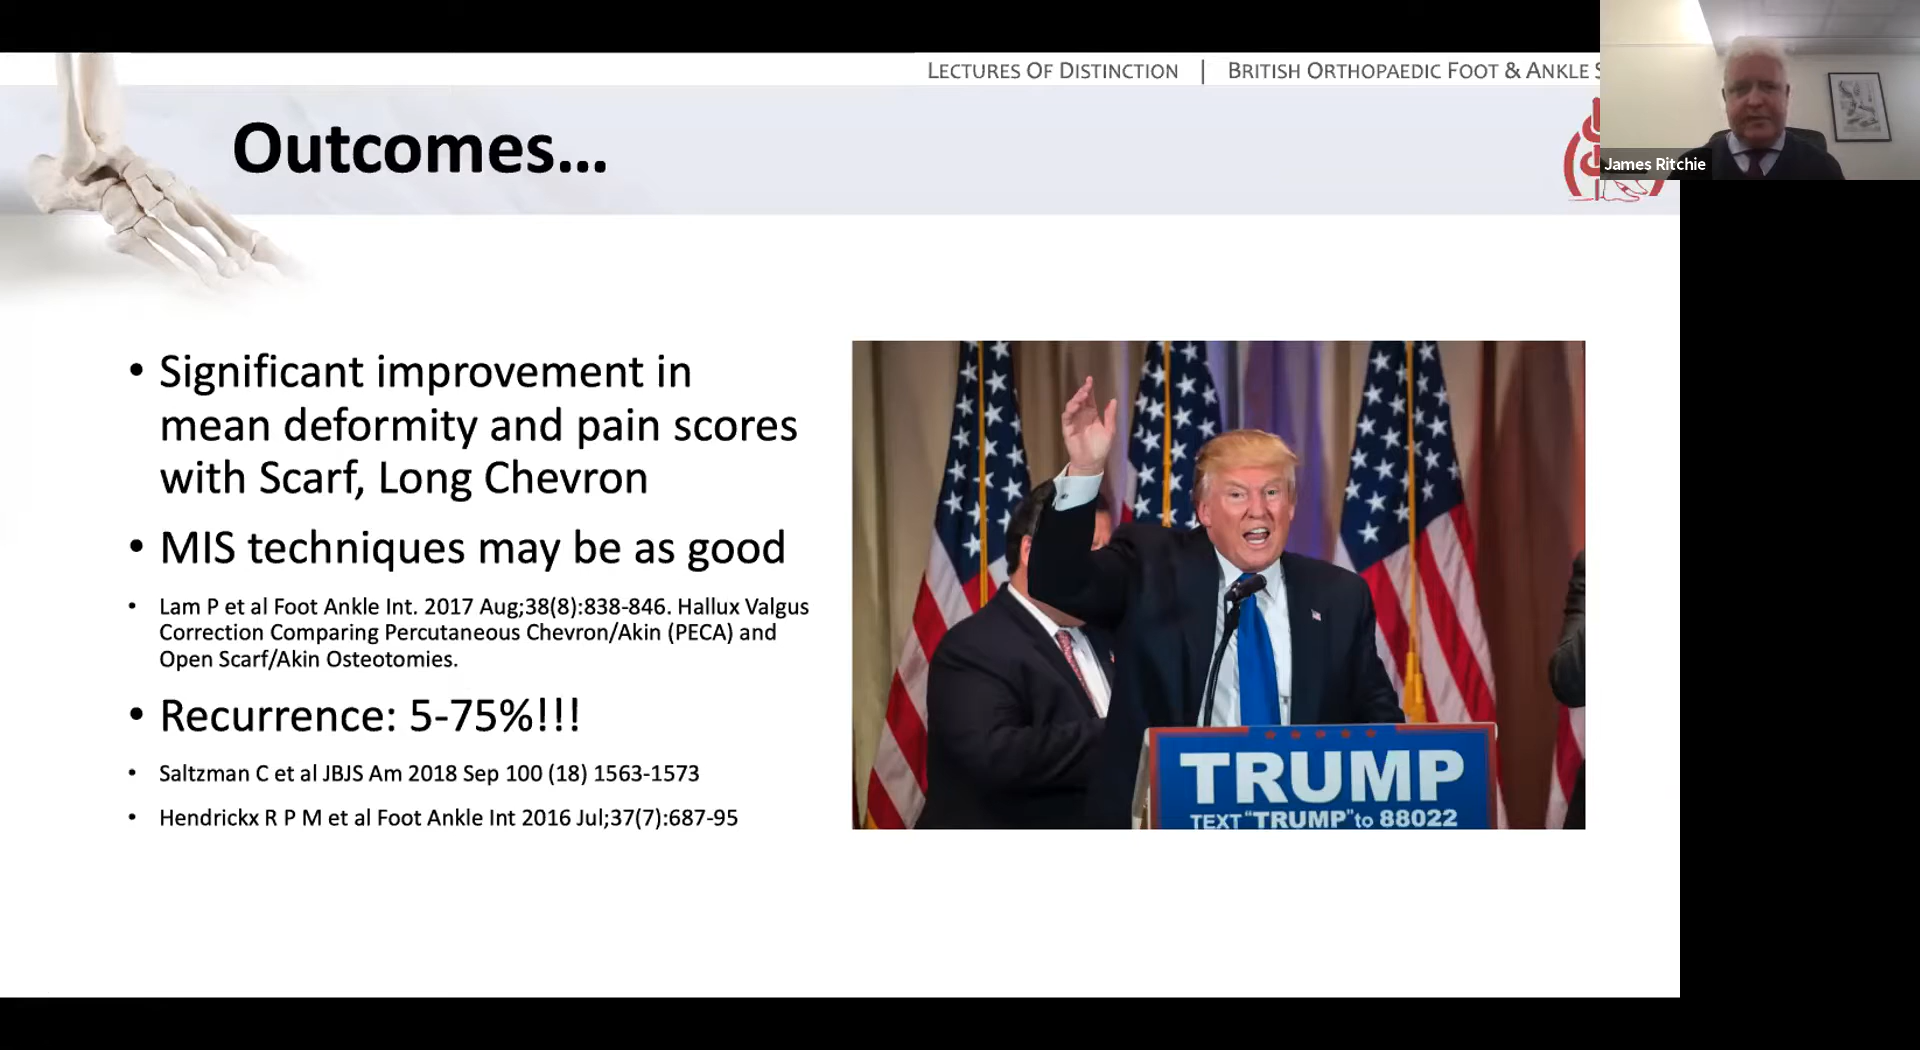 LECTURES OF DISTINCTION | BRITISH ORTHOPAEDIC FOOT & ANKLE S
James Ritchie
Outcomes...
• Significant improvement in
mean deformity and pain scores
with Scarf, Long Chevron
• MIS techniques may be as good
• Lam P et al Foot Ankle Int. 2017 Aug;38(8):838-846. Hallux Valgus
Correction Comparing Percutaneous Chevron/Akin (PECA) and
Open Scarf/Akin Osteotomies.
• Recurrence: 5-75%!!!
• Saltzman C et al JBJS Am 2018 Sep 100 (18) 1563-1573
• Hendrickx R P M et al Foot Ankle Int 2016 Jul;37(7):687-95
TRUMP
TEXT "TRUMP" to 88022